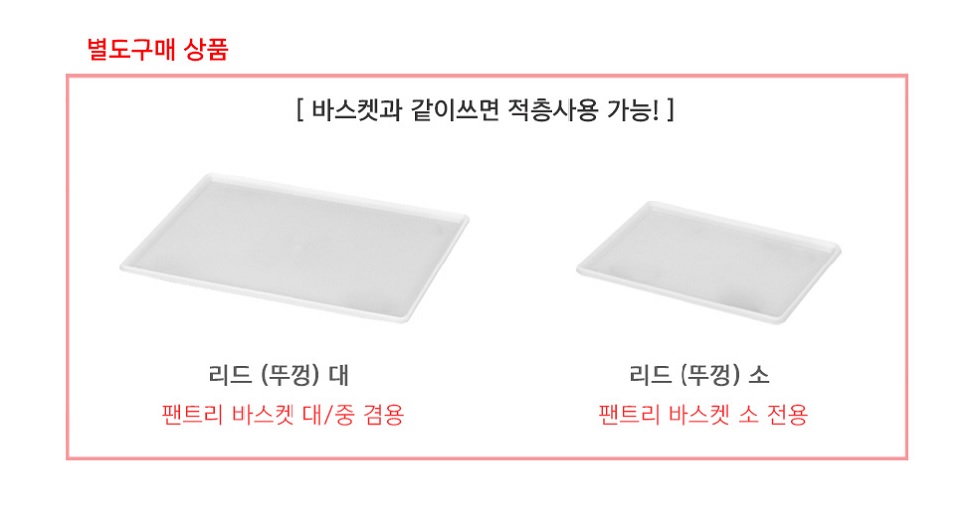 별도구매 상품
[ 바스켓과 같이쓰면 적층사용 가능! ]
리드 (뚜껑) 대
팬트리 바스켓 대/중 겸용
리드 (뚜껑) 소
팬트리 바스켓 소 전용